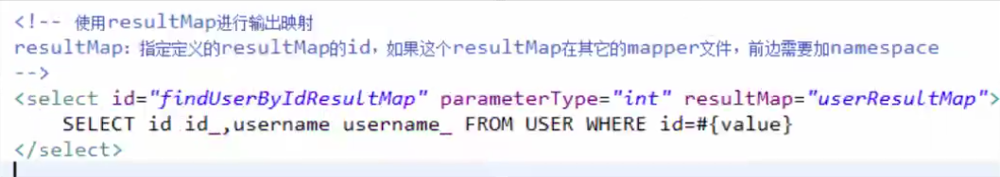 <!-- 使用resultMap进行输出映射
resultMap：指定定义的resultMap的id，如果这个resultMap在其它的mapper文件，前边需要加namespace
-->
<select id="findUserByIdResultMap" parameterType="int" resultMap="userResultMap">
SELECT id id_,username username_ FROM USER WHERE id=#{value}
</select>